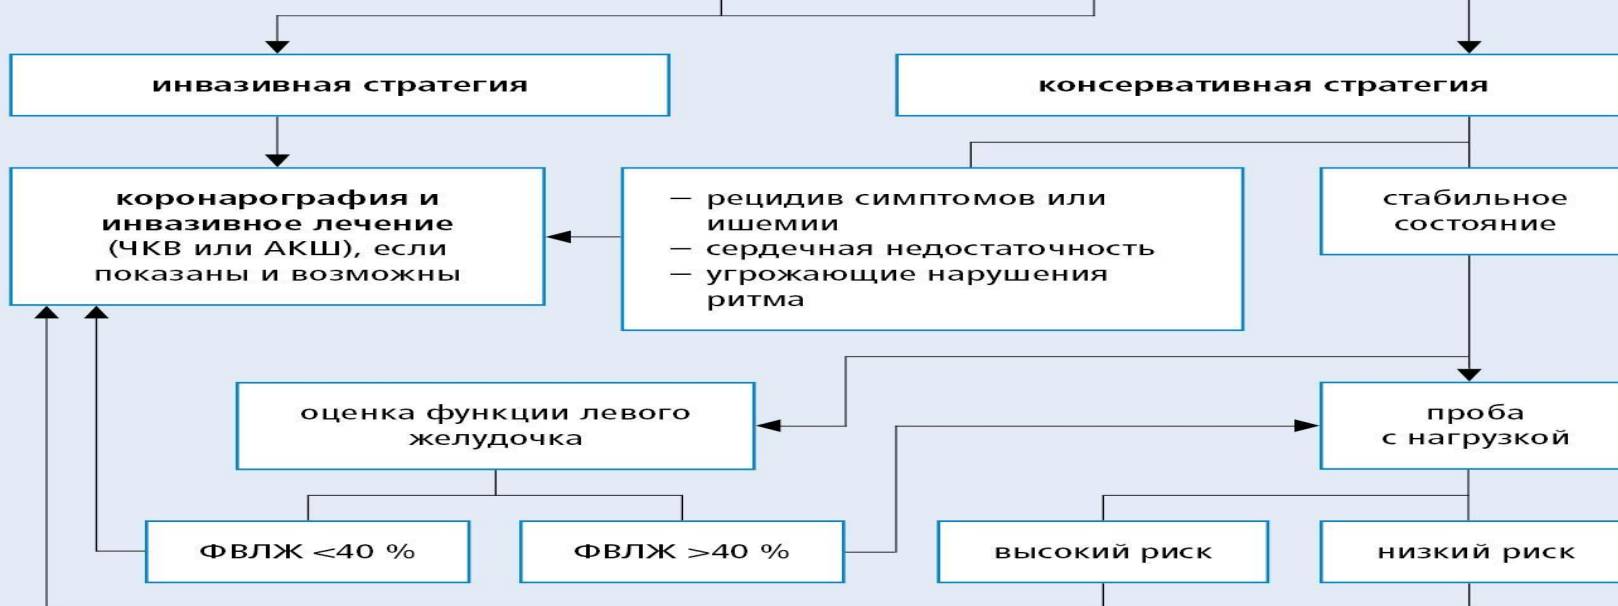 инвазивная стратегия
консервативная стратегия
коронарография и
инвазивное лечение
(ЧКВ или АКШ), если
показаны и возможны
— рецидив симптомов или
ишемии
— сердечная недостаточность
— угрожающие нарушения
ритма
стабильное
состояние
оценка функции левого
желудочка
проба
с нагрузкой
ФВЛЖ <40 %
ФВЛЖ >40 %
высокий риск
низкий риск